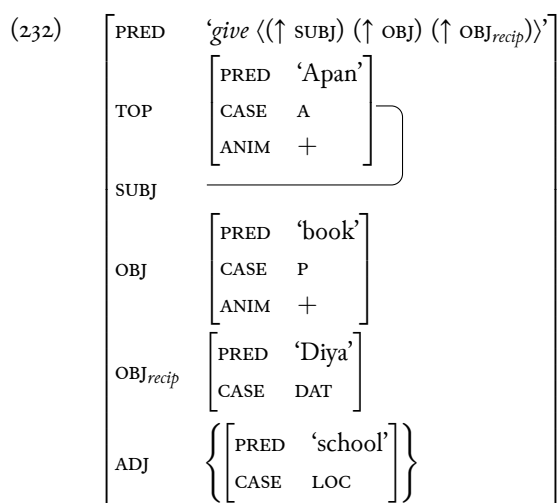 (232) PRED ‘give ⟨(↑ SUBJ) (↑ OBJ) (↑ OBJrecip)⟩’
TOP PRED ‘Apan’
CASE A
ANIM +
SUBJ
OBJ PRED ‘book’
CASE P
ANIM +
OBJrecip PRED ‘Diya’
CASE DAT
ADJ PRED ‘school’
CASE LOC